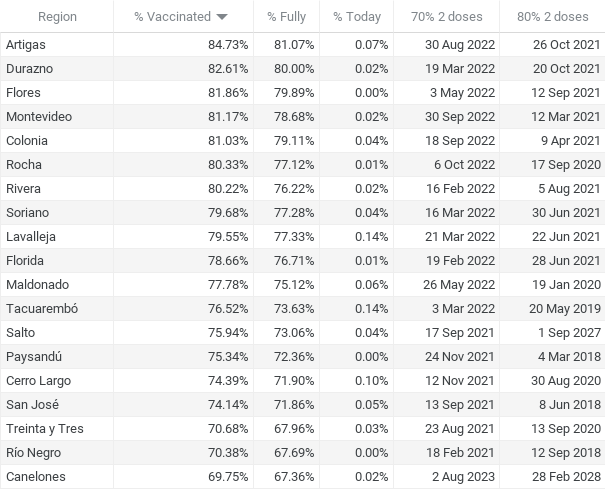 Region % Vaccinated % Fully % Today 70% 2 doses 80% 2 doses
Artigas 84.73% 81.07% 0.07% 30 Aug 2022 26 Oct 2021
Durazno 82.61% 80.00% 0.02% 19 Mar 2022 20 Oct 2021
Flores 81.86% 79.89% 0.00% 3 May 2022 12 Sep 2021
Montevideo 81.17% 78.68% 0.02% 30 Sep 2022 12 Mar 2021
Colonia 81.03% 79.11% 0.04% 18 Sep 2022 9 Apr 2021
Rocha 80.33% 77.12% 0.01% 6 Oct 2022 17 Sep 2020
Rivera 80.22% 76.22% 0.02% 16 Feb 2022 5 Aug 2021
Soriano 79.68% 77.28% 0.04% 16 Mar 2022 30 Jun 2021
Lavalleja 79.55% 77.33% 0.14% 21 Mar 2022 22 Jun 2021
Florida 78.66% 76.71% 0.01% 19 Feb 2022 28 Jun 2021
Maldonado 77.78% 75.12% 0.06% 26 May 2022 19 Jan 2020
Tacuarembó 76.52% 73.63% 0.14% 3 Mar 2022 20 May 2019
Salto 75.94% 73.06% 0.04% 17 Sep 2021 1 Sep 2027
Paysandú 75.34% 72.36% 0.00% 24 Nov 2021 4 Mar 2018
Cerro Largo 74.39% 71.90% 0.10% 12 Nov 2021 30 Aug 2020
San José 74.14% 71.86% 0.05% 13 Sep 2021 8 Jun 2018
Treinta y Tres 70.68% 67.96% 0.03% 23 Aug 2021 13 Sep 2020
Río Negro 70.38% 67.69% 0.00% 18 Feb 2021 12 Sep 2018
Canelones 69.75% 67.36% 0.02% 2 Aug 2023 28 Feb 2028